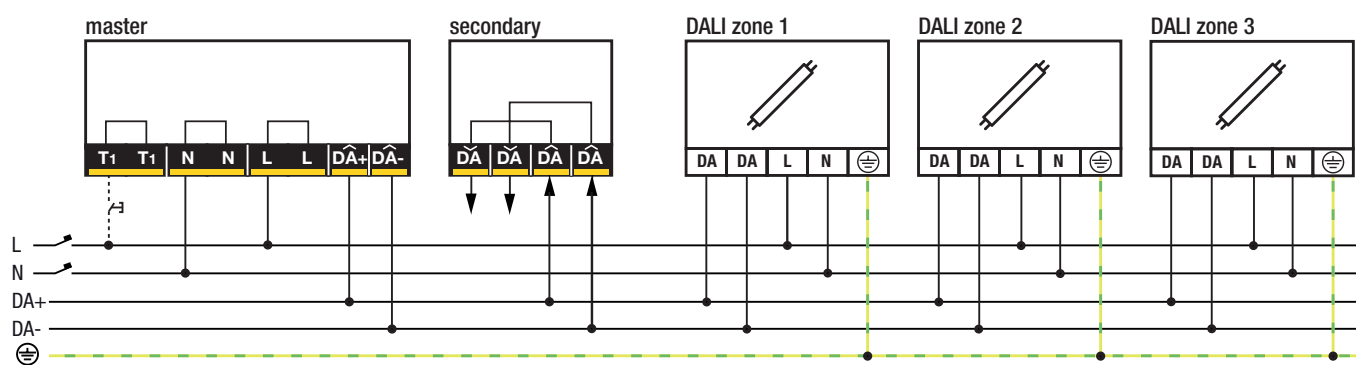 master secondary DALI zone 1 DALI zone 2 DALI zone 3
T1 T1 N N L L DA+ DA- DA DA DA DA DA DA L N DA DA L N DA DA L N
L
N
DA+
DA-